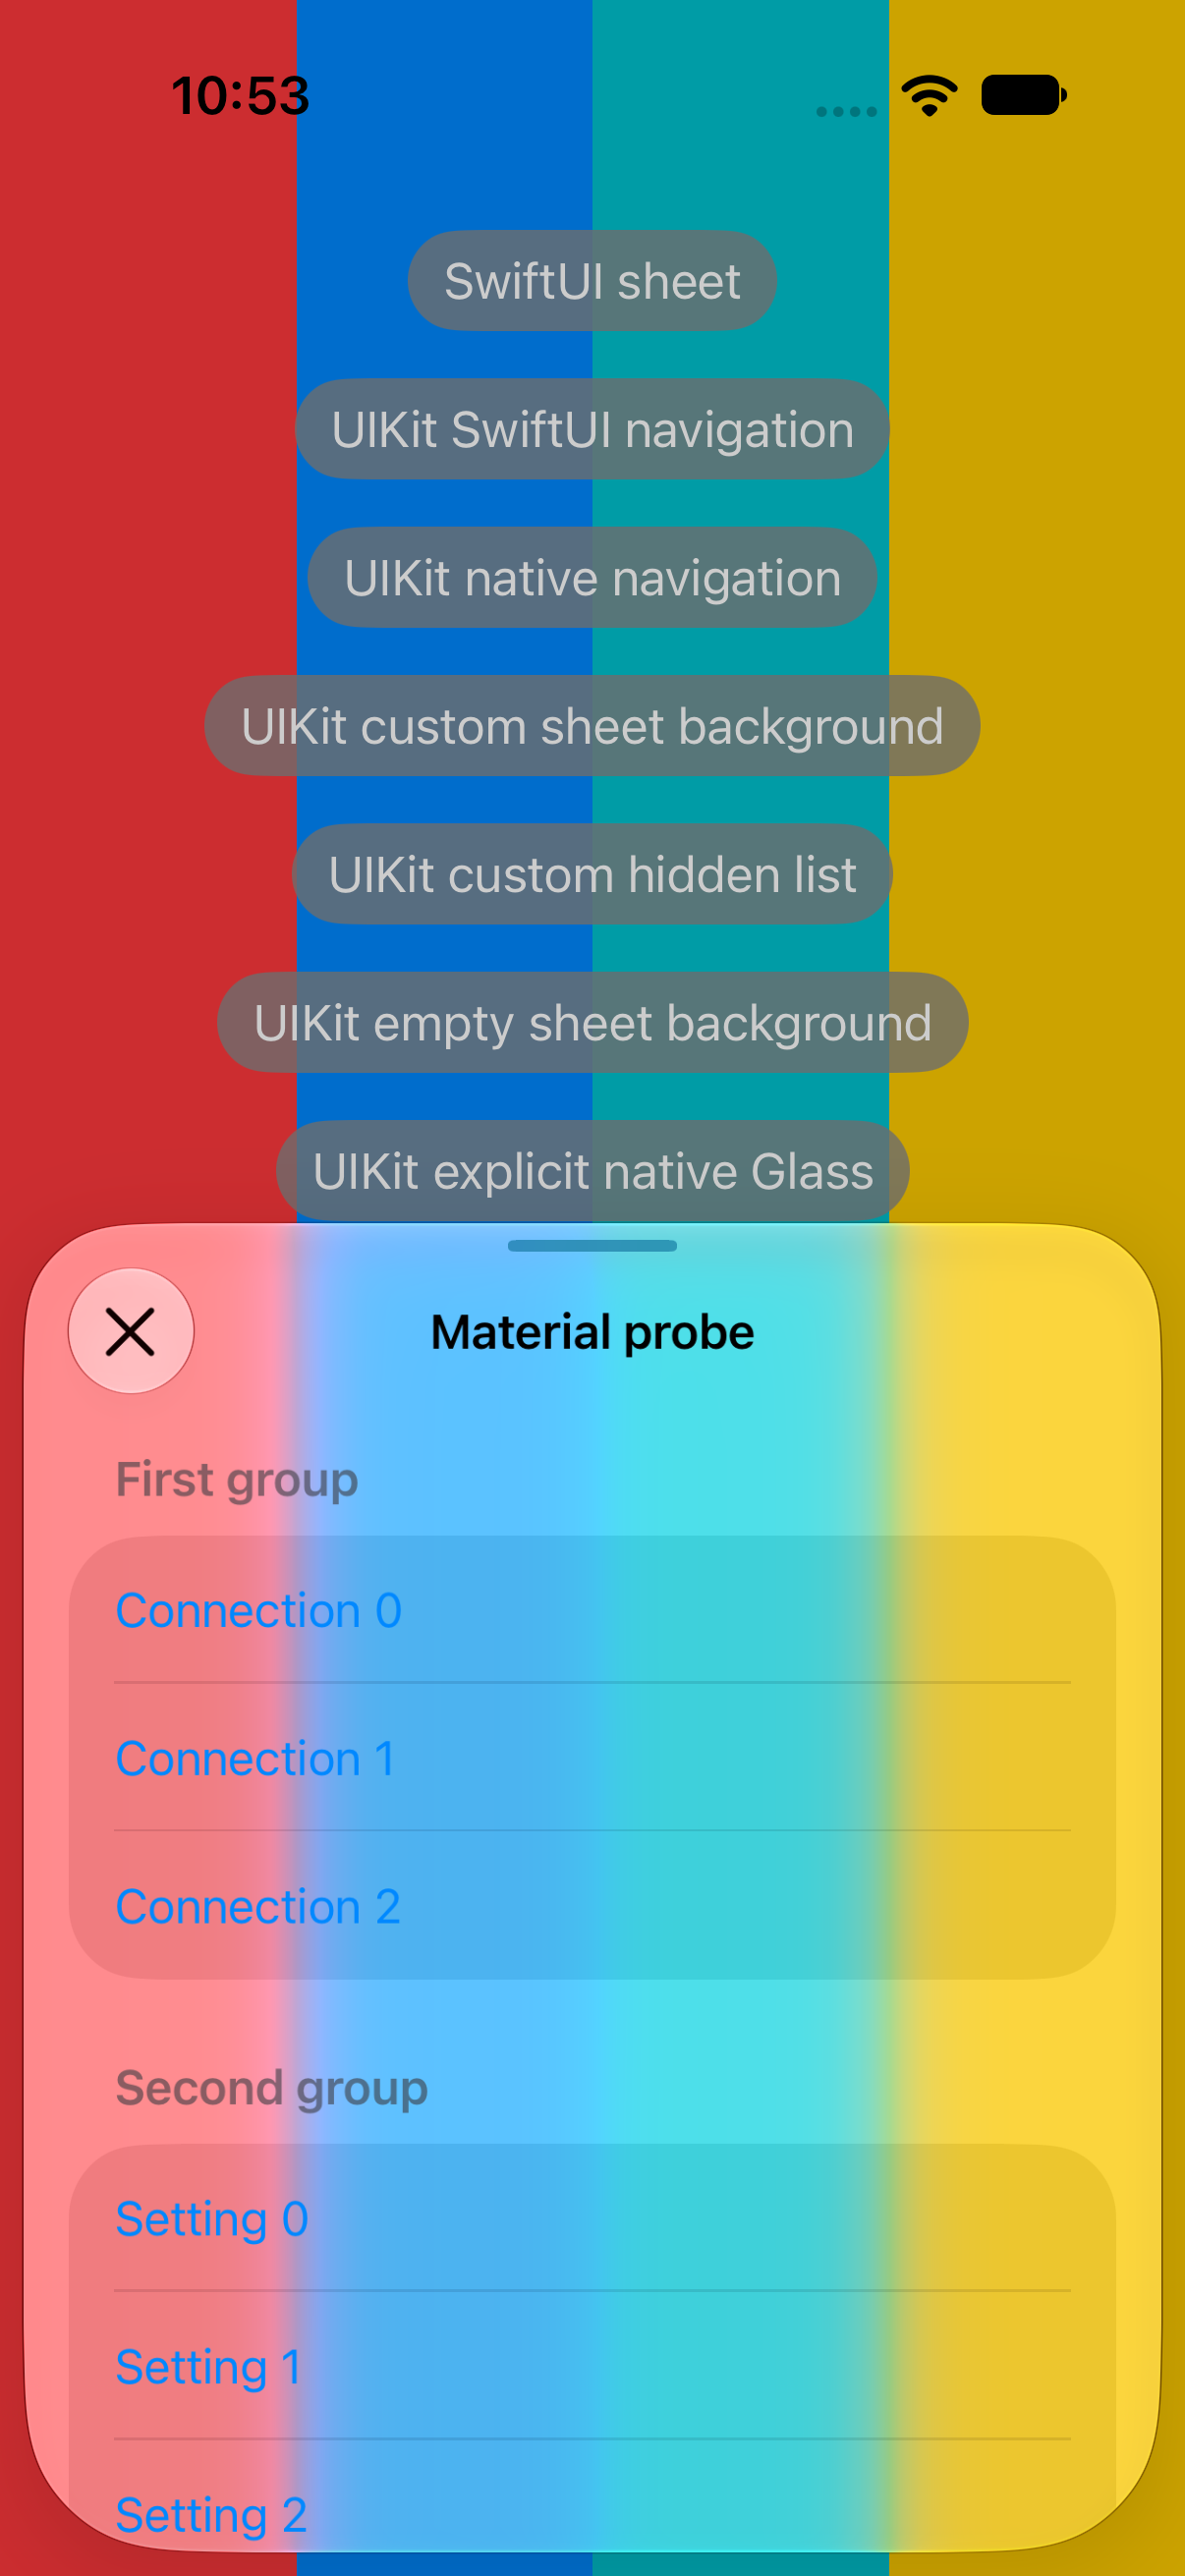 10:53
SwiftUI sheet
UIKit SwiftUI navigation
UIKit native navigation
UIKit custom sheet background
UIKit custom hidden list
UIKit empty sheet background
UIKit explicit native Glass
Material probe
First group
Connection 0
Connection 1
Connection 2
Second group
Setting 0
Setting 1
Setting 2